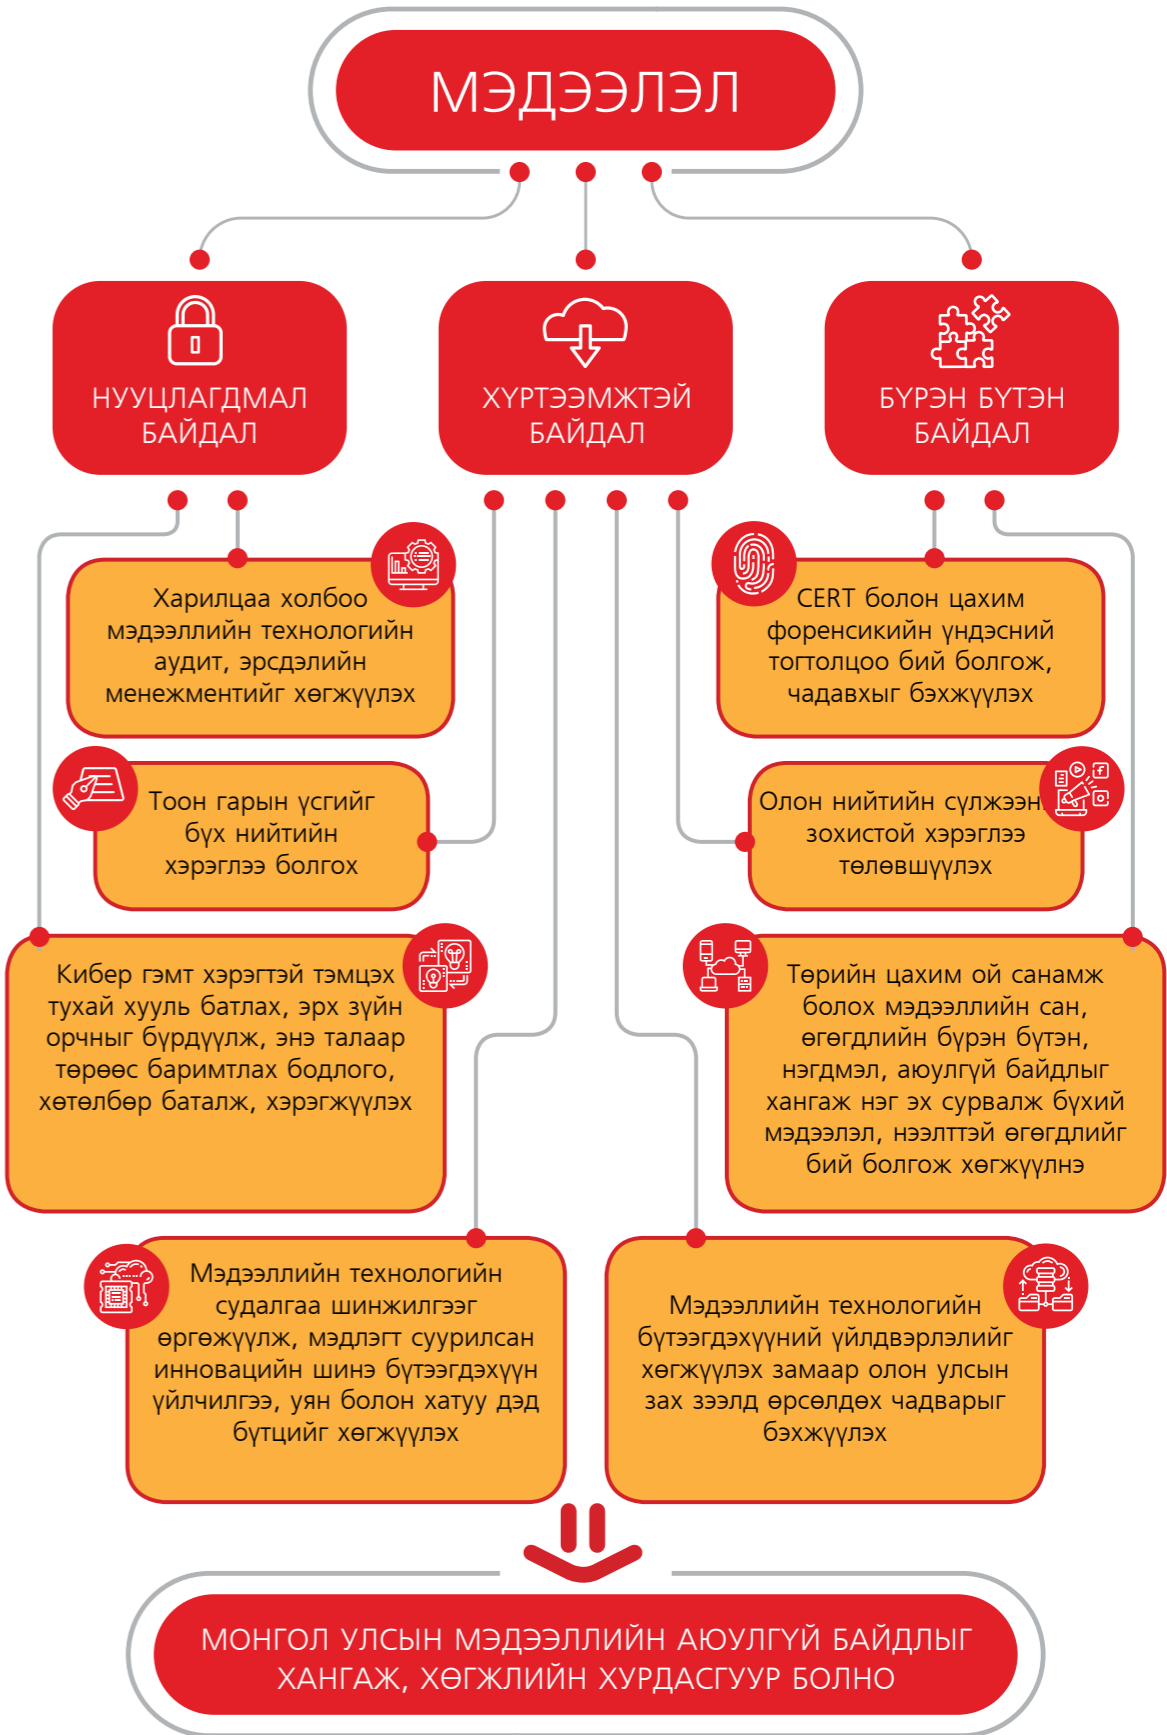 МЭДЭЭЛЭЛ
НУУЦЛАГДМАЛ
БАЙДАЛ
ХҮРТЭЭМЖТЭЙ
БАЙДАЛ
БҮРЭН БҮТЭН
БАЙДАЛ
Харилцаа холбоо
мэдээллийн технологийн
аудит, эрсдэлийн
менежментийг хөгжүүлэх
CERT болон цахим
форенсикийн үндэсний
тогтолцоо бий болгож,
чадавхыг бэхжүүлэх
Тоон гарын үсгийг
бүх нийтийн
хэрэглээ болгох
Олон нийтийн
зохистой хэрэглээ
төлөвшүүлэх
Кибер гэмт хэрэгтэй тэмцэх
тухай хууль батлах, эрх зүйн
орчныг бүрдүүлж, энэ талаар
төрөөс баримтлах бодлого,
хөтөлбөр баталж, хэрэгжүүлэх
Төрийн цахим ой санамж
болох мэдээллийн сан,
өгөгдлийн бүрэн бүтэн,
нэгдмэл, аюулгүй байдлыг
хангаж нэг эх сурвалж бүхий
мэдээлэл, нээлттэй өгөгдлийг
бий болгож хөгжүүлнэ
Мэдээллийн технологийн
судалгаа шинжилгээг
өргөжүүлж, мэдлэгт суурилсан
инновацийн шинэ бүтээгдэхүүн
үйлчилгээ, уян болон хатуу дэд
бүтцийг хөгжүүлэх
Мэдээллийн технологийн
бүтээгдэхүүний үйлдвэрлэлийг
хөгжүүлэх замаар олон улсын
зах зээлд өрсөлдөх чадварыг
бэхжүүлэх
МОНГОЛ УЛСЫН МЭДЭЭЛЛИЙН АЮУЛГҮЙ БАЙДЛЫГ
ХАНГАЖ, ХӨГЖЛИЙН ХУРДАСГУУР БОЛНО